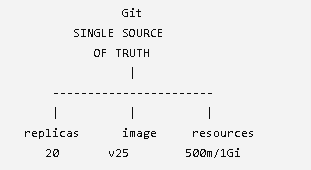 Git
SINGLE SOURCE
OF TRUTH
|
-----------------------
| | |
replicas image resources
20 v25 500m/1Gi